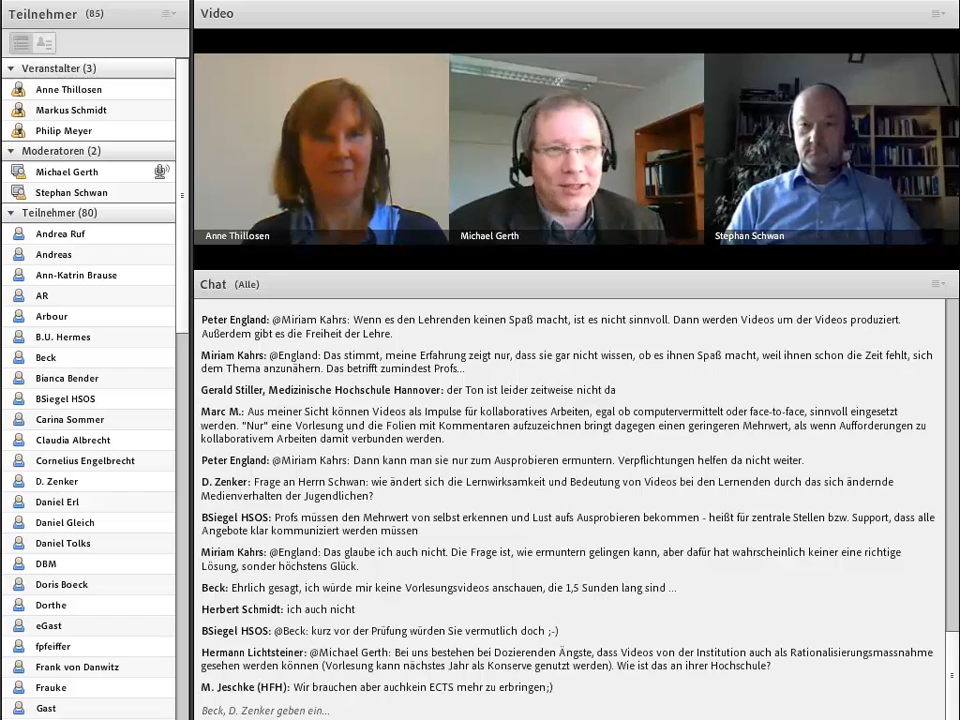 Teilnehmer (85)
Veranstalter (3)
Anne Thillosen
Markus Schmidt
Philip Meyer
Moderatoren (2)
Michael Gerth
Stephan Schwan
Teilnehmer (80)
Andrea Ruf
Andreas
Ann-Katrin Brause
AR
Arbour
B.U. Hermes
Beck
Bianca Bender
BSiegel HSOS
Carina Sommer
Claudia Albrecht
Cornelius Engelbrecht
D. Zenker
Daniel Erl
Daniel Gleich
Daniel Tolks
DBM
Doris Boeck
Dorthe
eGast
fpfeiffer
Frank von Danwitz
Frauke
Gast
Video
Anne Thillosen
Michael Gerth
Stephan Schwan
Chat (Alle)
Peter England: @Miriam Kahrs: Wenn es den Lehrenden keinen Spaß macht, ist es nicht sinnvoll. Dann werden Videos um der Videos produziert.
Außerdem gibt es die Freiheit der Lehre.
Miriam Kahrs: @England: Das stimmt, meine Erfahrung zeigt nur, dass sie gar nicht wissen, ob es ihnen Spaß macht, weil ihnen schon die Zeit fehlt, sich
dem Thema anzunähern. Das betrifft zumindest Profs...
Gerald Stiller, Medizinische Hochschule Hannover: der Ton ist leider zeitweise nicht da
Marc M.: Aus meiner Sicht können Videos als Impulse für kollaboratives Arbeiten, egal ob computervermittelt oder face-to-face, sinnvoll eingesetzt
werden. "Nur" eine Vorlesung und die Folien mit Kommentaren aufzuzeichnen bringt dagegen einen geringeren Mehrwert, als wenn Aufforderungen zu
kollaborativem Arbeiten damit verbunden werden.
Peter England: @Miriam Kahrs: Dann kann man sie nur zum Ausprobieren ermuntern. Verpflichtungen helfen da nicht weiter.
D. Zenker: Frage an Herrn Schwan: wie ändert sich die Lernwirksamkeit und Bedeutung von Videos bei den Lernenden durch das sich ändernde
Medienverhalten der Jugendlichen?
BSiegel HSOS: Profs müssen den Mehrwert von selbst erkennen und Lust aufs Ausprobieren bekommen - heißt für zentrale Stellen bzw. Support, dass alle
Angebote klar kommuniziert werden müssen
Miriam Kahrs: @England: Das glaube ich auch nicht. Die Frage ist, wie ermuntern gelingen kann, aber dafür hat wahrscheinlich keiner eine richtige
Lösung, sonder höchstens Glück.
Beck: Ehrlich gesagt, ich würde mir keine Vorlesungsvideos anschauen, die 1,5 Sunden lang sind ...
Herbert Schmidt: ich auch nicht
BSiegel HSOS: @Beck: kurz vor der Prüfung würden Sie vermutlich doch ;-)
Hermann Lichtsteiner: @Michael Gerth: Bei uns bestehen bei Dozierenden Ängste, dass Videos von der Institution auch als Rationalisierungsmassnahme
gesehen werden können (Vorlesung kann nächstes Jahr als Konserve genutzt werden). Wie ist das an ihrer Hochschule?
M. Jeschke (HFH): Wir brauchen aber auchkein ECTS mehr zu erbringen;)
Beck, D. Zenker geben ein...